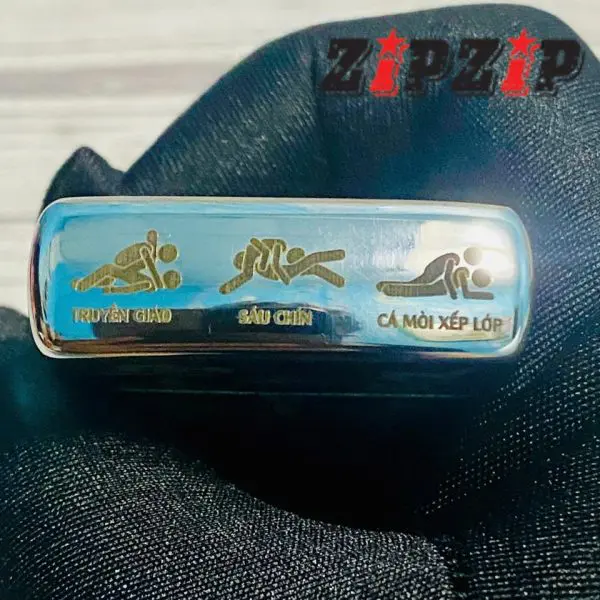 ZIPZIP
TRUYỀN GIÁO
SÁU CHÍN
CÁ MÒI XẾP LỚP